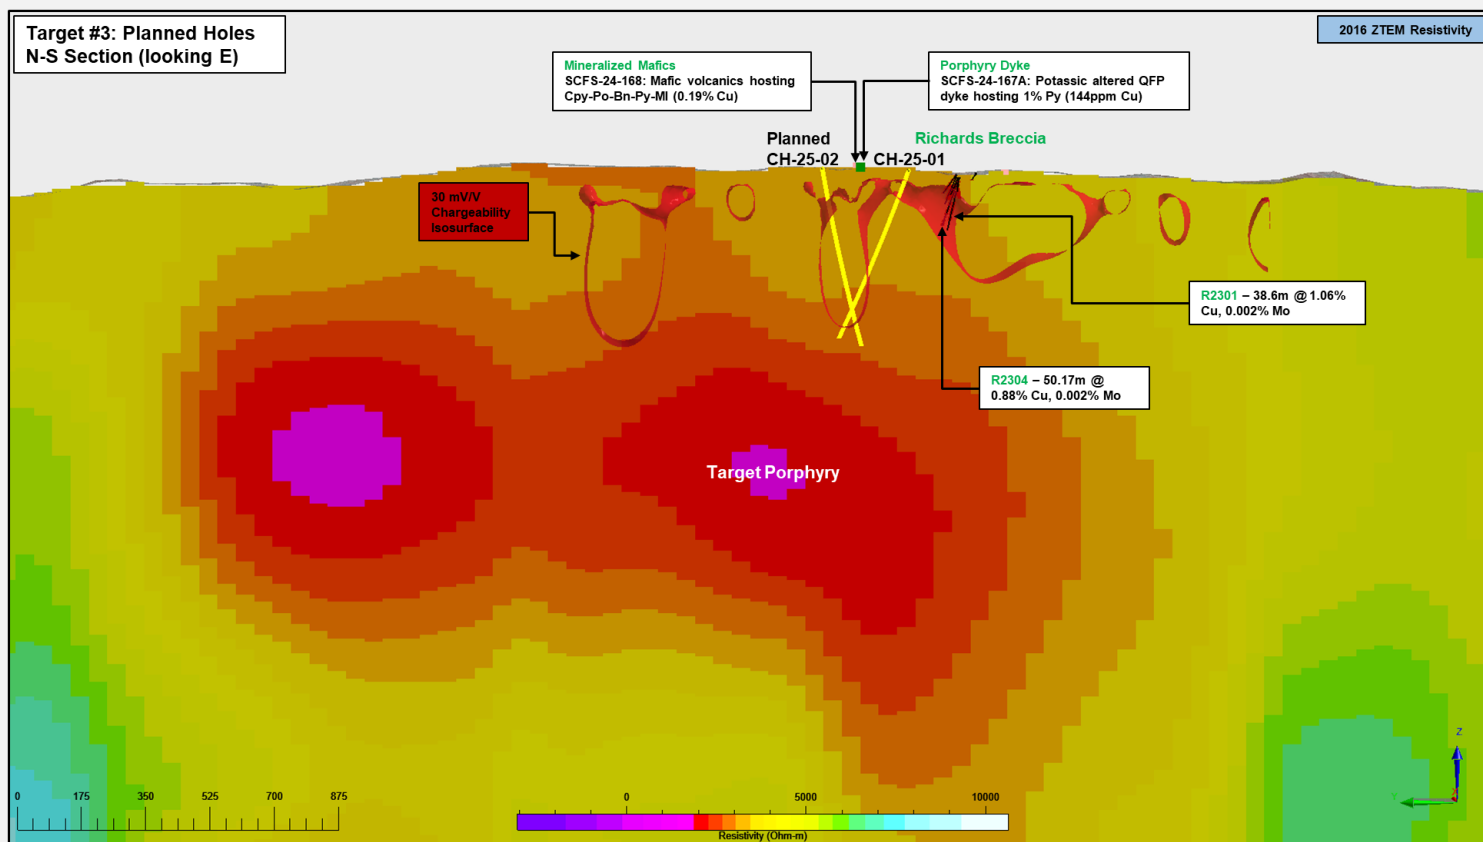 Target #3: Planned Holes
N-S Section (looking E)
2016 ZTEM Resistivity
Mineralized Mafics
SCFS-24-168: Mafic volcanics hosting
Cpy-Po-Bn-Py-Ml (0.19% Cu)
Porphyry Dyke
SCFS-24-167A: Potassic altered QFP
dyke hosting 1% Py (144ppm Cu)
Planned
CH-25-02
CH-25-01
Richards Breccia
30 mV/V
Chargeability
Isosurface
R2301 – 38.6m @ 1.06%
Cu, 0.002% Mo
R2304 – 50.17m @
0.88% Cu, 0.002% Mo
Target Porphyry
Z
Y
0 175 350 525 700 875
0 5000 10000
Resistivity (Ohm-m)